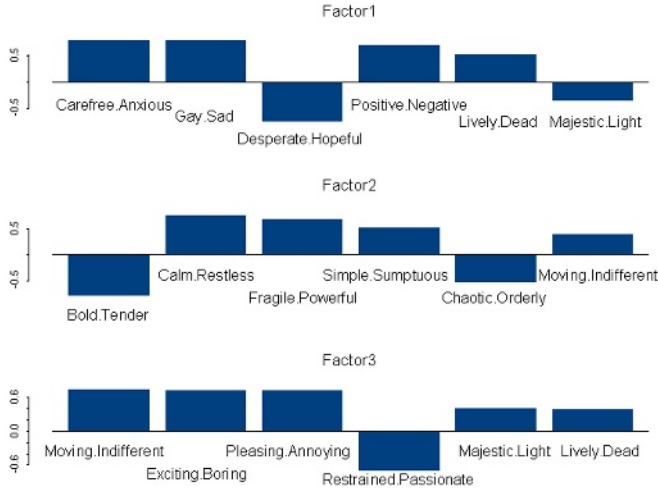 Factor1
0.5
-0.5
Carefree.Anxious
Gay.Sad
Desperate.Hopeful
Positive.Negative
Lively.Dead
Majestic.Light
Factor2
0.5
-0.5
Bold.Tender
Calm.Restless
Fragile.Powerful
Simple.Sumptuous
Chaotic.Orderly
Moving.Indifferent
Factor3
0.6
0.0
-0.6
Moving.Indifferent
Exciting.Boring
Pleasing.Annoying
Restrained.Passionate
Majestic.Light
Lively.Dead